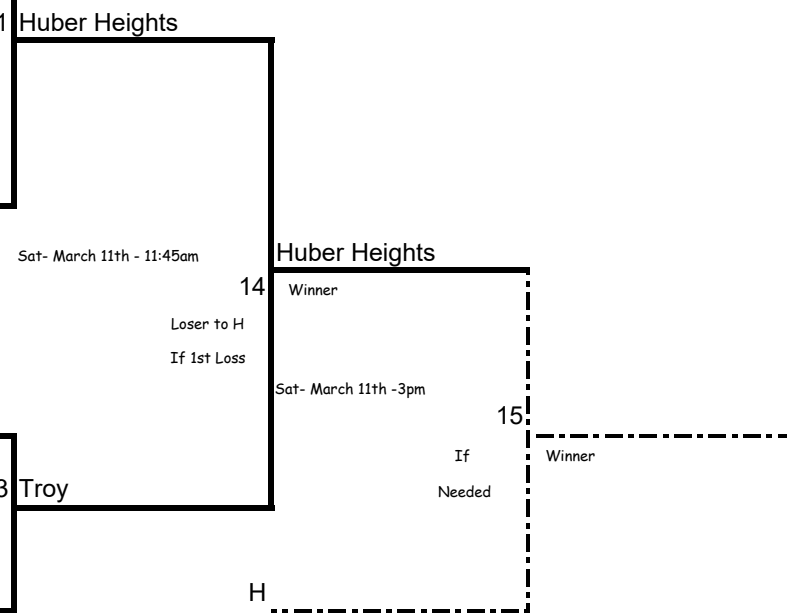 1 Huber Heights
Sat- March 11th - 11:45am
Huber Heights
14 Winner
Loser to H
If 1st Loss
Sat- March 11th -3pm
15
If
Winner
Needed
3 Troy
H